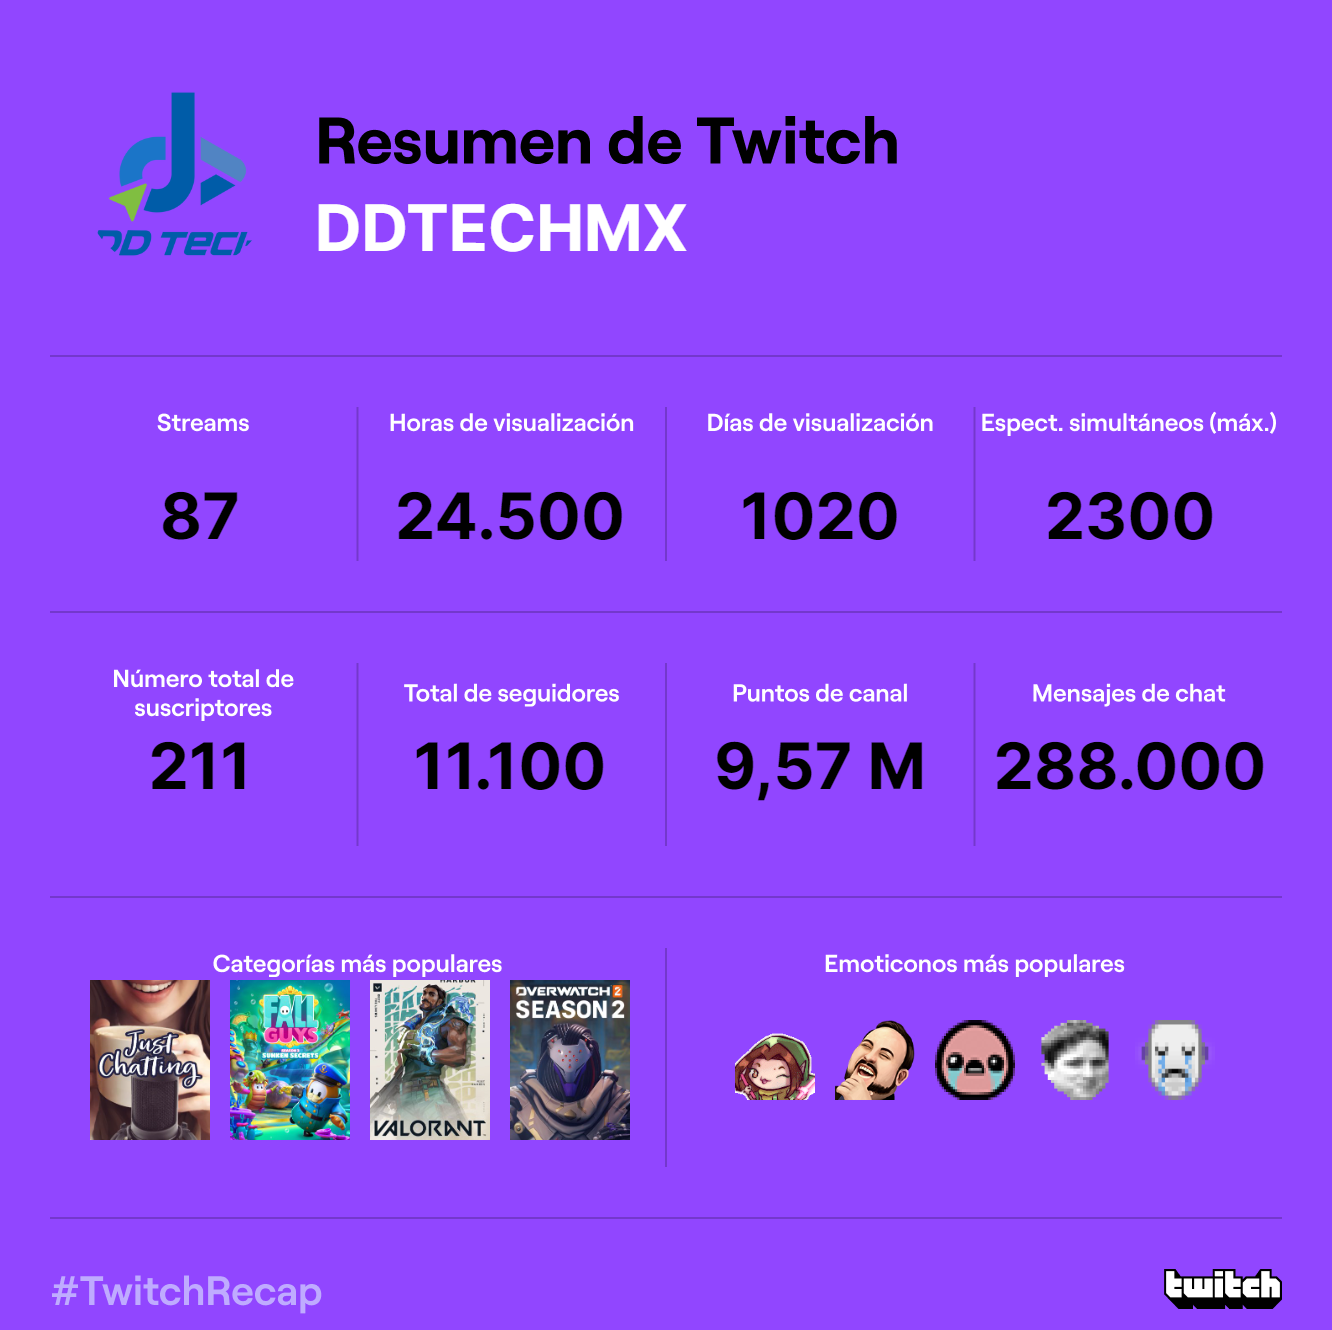 DD TECH
Resumen de Twitch
DDTECHMX
Streams
87
Horas de visualización
24.500
Días de visualización
1020
Espect. simultáneos (máx.)
2300
Número total de
suscriptores
211
Total de seguidores
11.100
Puntos de canal
9,57 M
Mensajes de chat
288.000
Categorías más populares
Just
Chatting
FALL
GUYS
SUNKEN SECRETS
HARBOR
VALORANT
OVERWATCH 2
SEASON 2
Emoticonos más populares
#TwitchRecap
twitch